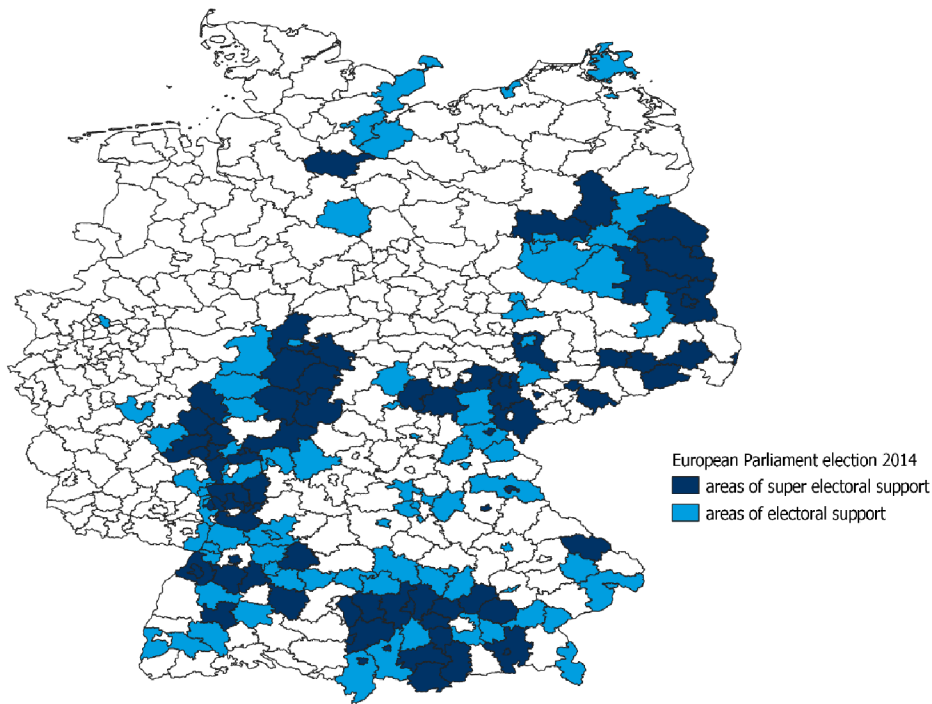 European Parliament election 2014
areas of super electoral support
areas of electoral support